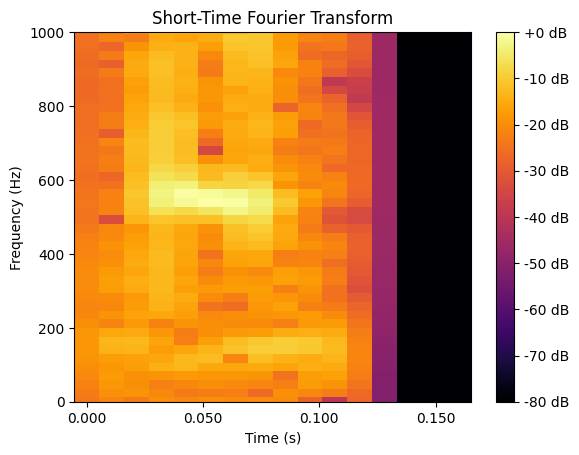 Short-Time Fourier Transform
1000
800
600
400
200
0
Frequency (Hz)
0.000
0.050
0.100
0.150
Time (s)
+0 dB
-10 dB
-20 dB
-30 dB
-40 dB
-50 dB
-60 dB
-70 dB
-80 dB